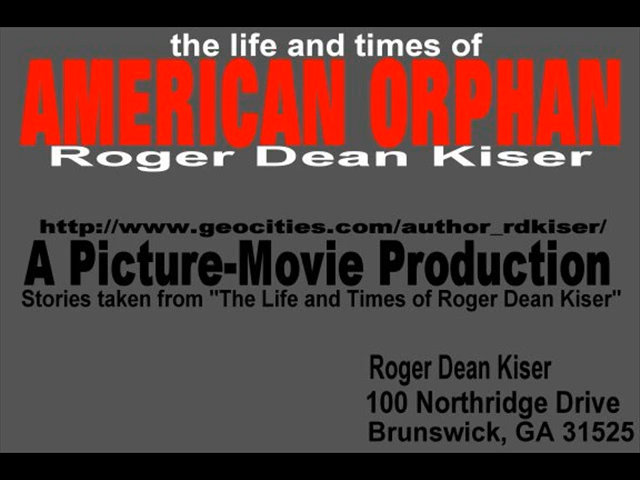 the life and times of
AMERICAN ORPHAN
Roger Dean Kiser
http://www.geocities.com/author_rdkiser/
A Picture-Movie Production
Stories taken from "The Life and Times of Roger Dean Kiser"
Roger Dean Kiser
100 Northridge Drive
Brunswick, GA 31525